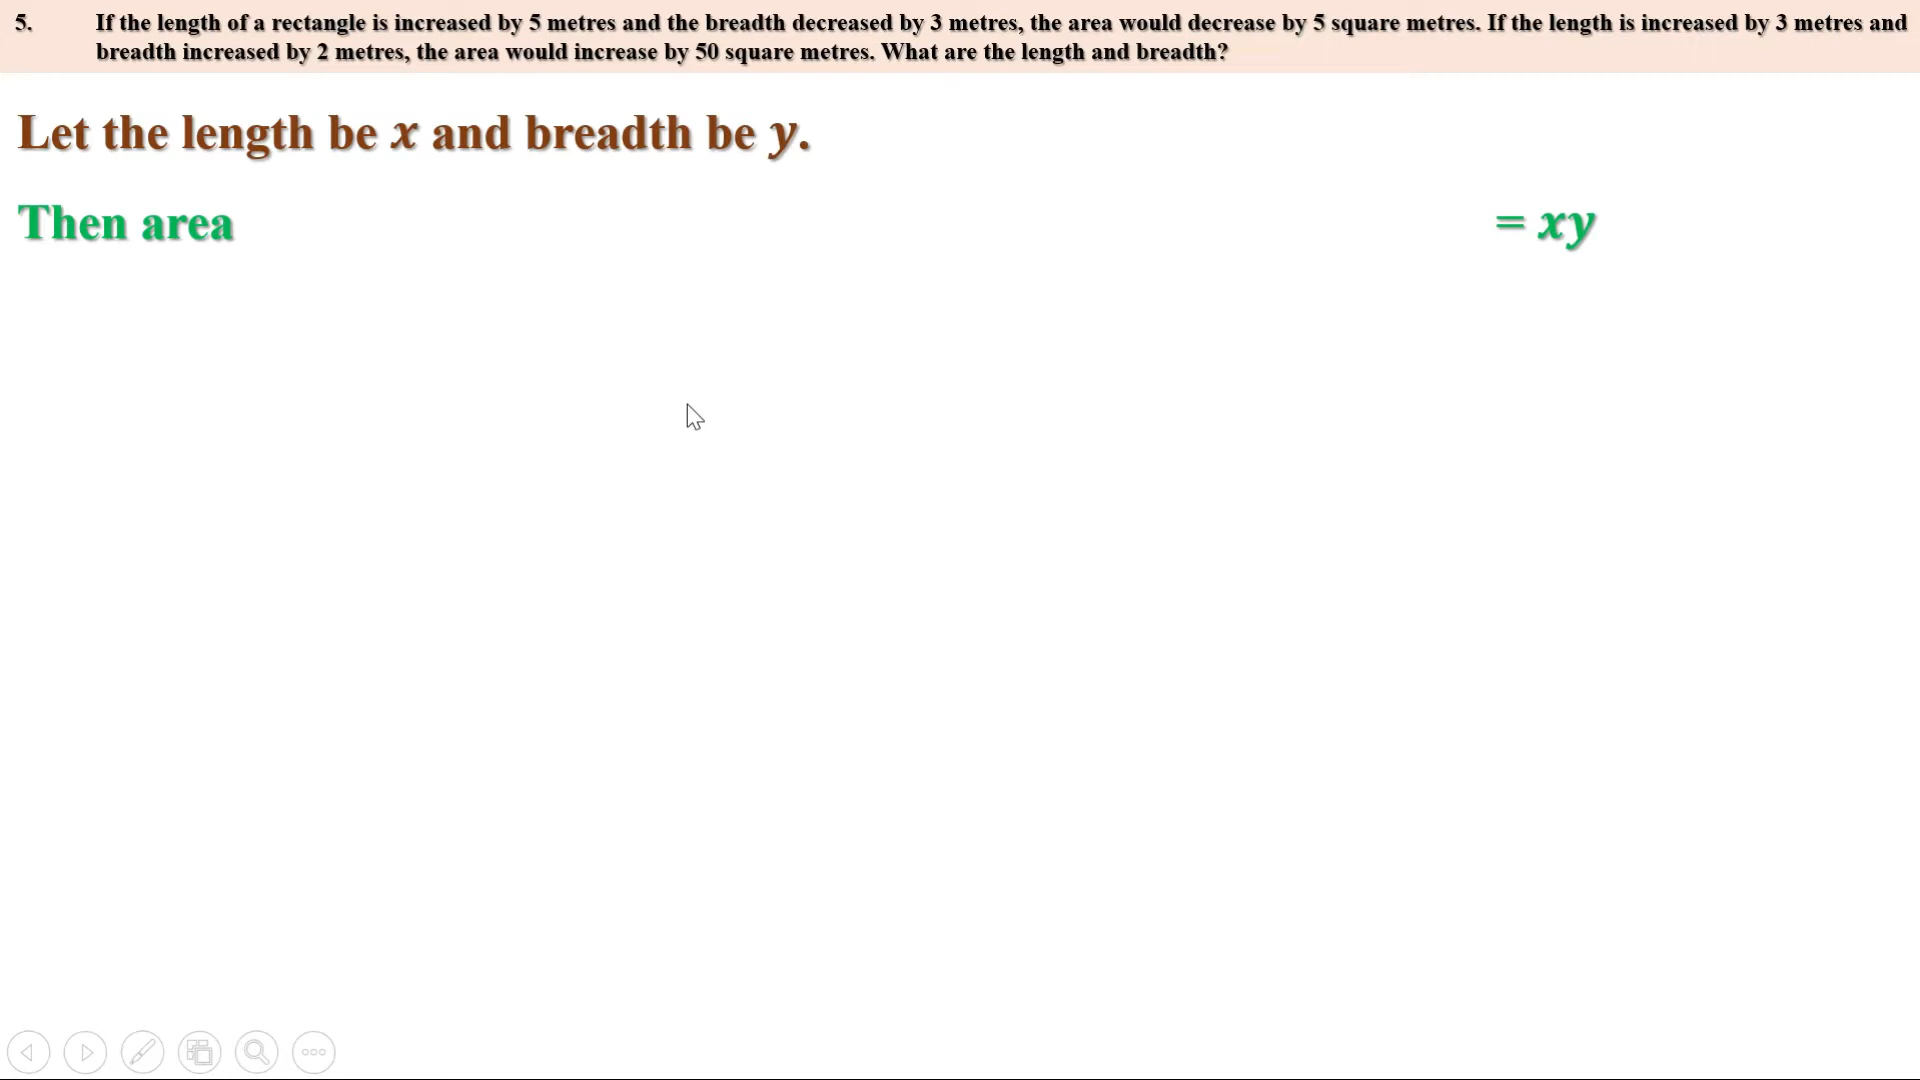 5. If the length of a rectangle is increased by 5 metres and the breadth decreased by 3 metres, the area would decrease by 5 square metres. If the length is increased by 3 metres and
breadth increased by 2 metres, the area would increase by 50 square metres. What are the length and breadth?
Let the length be x and breadth be y.
Then area = xy